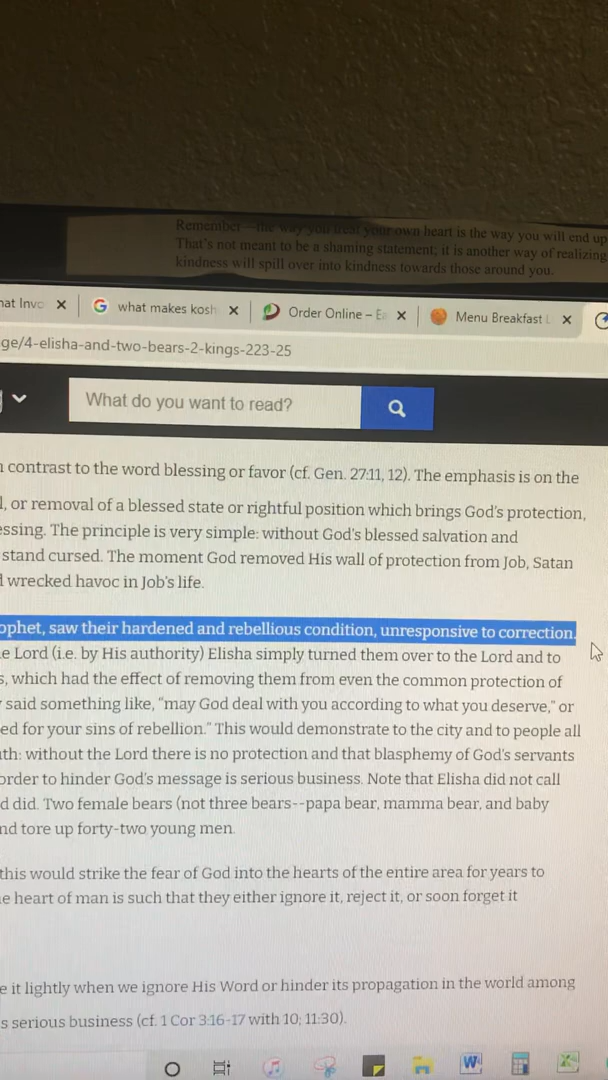 Remember—the way you treat your own heart is the way you will end up
That's not meant to be a shaming statement; it is another way of realizing
kindness will spill over into kindness towards those around you.
hat Invo
what makes kosh
Order Online – Ea
Menu Breakfast L
ge/4-elisha-and-two-bears-2-kings-223-25
What do you want to read?
contrast to the word blessing or favor (cf. Gen. 27:11, 12). The emphasis is on the
, or removal of a blessed state or rightful position which brings God's protection,
essing. The principle is very simple: without God's blessed salvation and
stand cursed. The moment God removed His wall of protection from Job, Satan
d wrecked havoc in Job's life.
ophet, saw their hardened and rebellious condition, unresponsive to correction.
e Lord (i.e. by His authority) Elisha simply turned them over to the Lord and to
s, which had the effect of removing them from even the common protection of
said something like, "may God deal with you according to what you deserve," or
ed for your sins of rebellion." This would demonstrate to the city and to people all
uth: without the Lord there is no protection and that blasphemy of God's servants
order to hinder God's message is serious business. Note that Elisha did not call
d did. Two female bears (not three bears--papa bear, mamma bear, and baby
nd tore up forty-two young men.
this would strike the fear of God into the hearts of the entire area for years to
e heart of man is such that they either ignore it, reject it, or soon forget it
e it lightly when we ignore His Word or hinder its propagation in the world among
s serious business (cf. 1 Cor 3:16-17 with 10; 11:30).